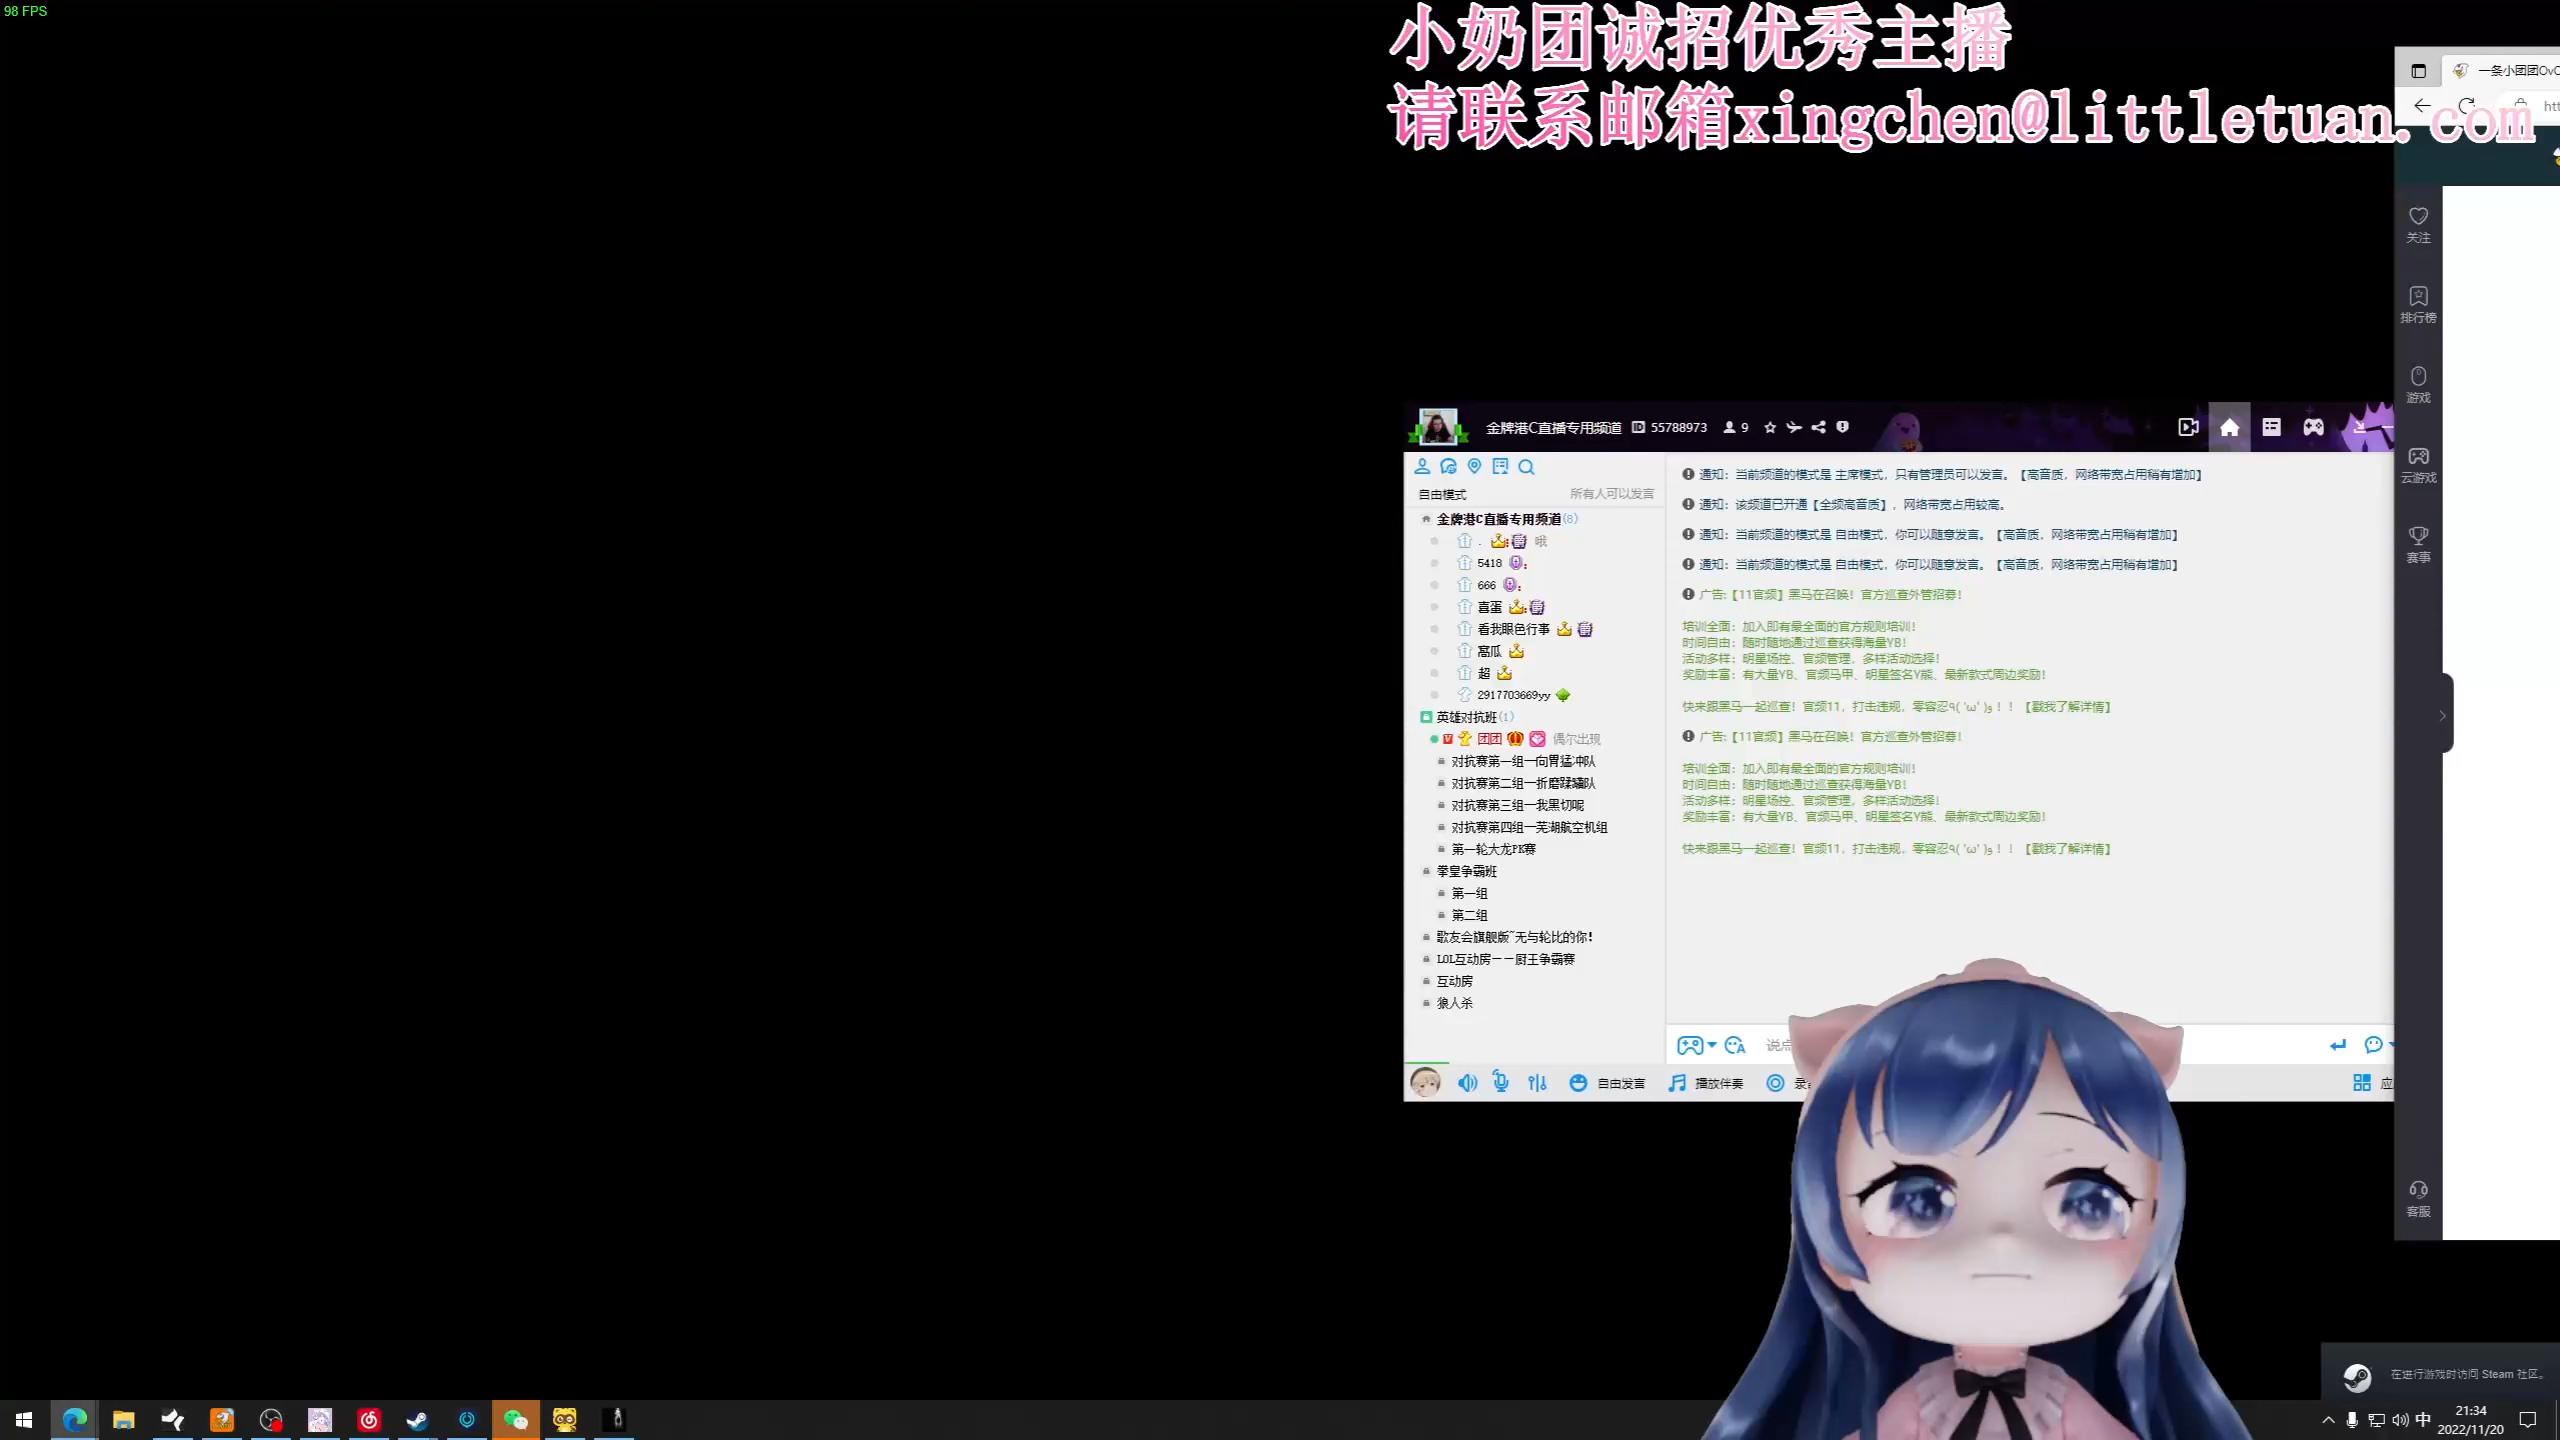 98 FPS
小奶团诚招优秀主播
请联系邮箱xingchen@littletuan.com
一条小团团OvO
htt
关注
排行榜
游戏
云游戏
赛事
客服
金牌港C直播专用频道 ID 55788973 9
自由模式 所有人可以发言
金牌港C直播专用频道(8)
. 哦
5418
666
喜蛋
看我眼色行事
窝瓜
超
2917703669yy
英雄对抗班(1)
团团 偶尔出现
对抗赛第一组一向胃猛冲队
对抗赛第二组一折磨蹂躏队
对抗赛第三组一我黑切呢
对抗赛第四组一芜湖航空机组
第一轮大龙PK赛
拳皇争霸班
第一组
第二组
歌友会旗舰版~无与轮比的你!
LOL互动房——厨王争霸赛
互动房
狼人杀
通知：当前频道的模式是 主席模式，只有管理员可以发言。【高音质，网络带宽占用稍有增加】
通知：该频道已开通【全频高音质】，网络带宽占用较高。
通知：当前频道的模式是 自由模式，你可以随意发言。【高音质，网络带宽占用稍有增加】
通知：当前频道的模式是 自由模式，你可以随意发言。【高音质，网络带宽占用稍有增加】
广告:【11官频】黑马在召唤！官方巡查外管招募！
培训全面：加入即有最全面的官方规则培训！
时间自由：随时随地通过巡查获得海量YB！
活动多样：明星场控、官频管理，多样活动选择！
奖励丰富：有大量YB、官频马甲、明星签名Y熊、最新款式周边奖励！
快来跟黑马一起巡查！官频11，打击违规，零容忍٩( 'ω' )و ！！【戳我了解详情】
广告:【11官频】黑马在召唤！官方巡查外管招募！
培训全面：加入即有最全面的官方规则培训！
时间自由：随时随地通过巡查获得海量YB！
活动多样：明星场控、官频管理，多样活动选择！
奖励丰富：有大量YB、官频马甲、明星签名Y熊、最新款式周边奖励！
快来跟黑马一起巡查！官频11，打击违规，零容忍٩( 'ω' )و ！！【戳我了解详情】
说点
自由发言 播放伴奏 录 应
在进行游戏时访问 Steam 社区。
中
21:34
2022/11/20